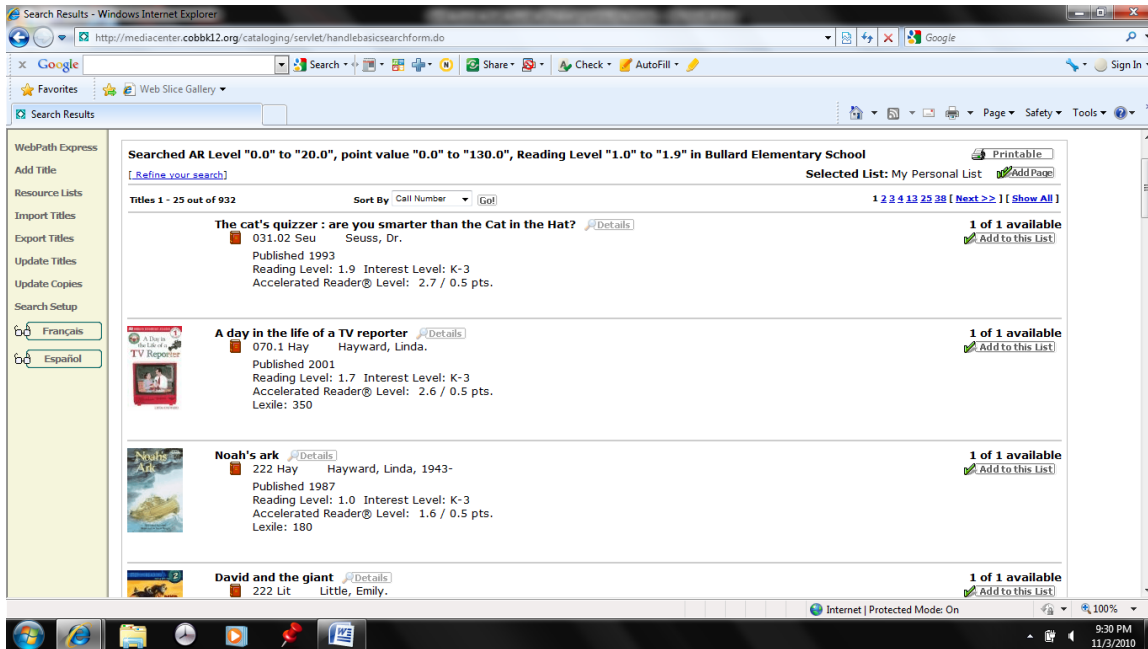 Search Results - Windows Internet Explorer
http://mediacenter.cobbk12.org/cataloging/servlet/handlebasicsearchform.do
Google
x Google Search Share Check AutoFill Sign In
Favorites Web Slice Gallery
Search Results Page Safety Tools
WebPath Express
Add Title
Resource Lists
Import Titles
Export Titles
Update Titles
Update Copies
Search Setup
Français
Español
Searched AR Level "0.0" to "20.0", point value "0.0" to "130.0", Reading Level "1.0" to "1.9" in Bullard Elementary School Printable
[ Refine your search] Selected List: My Personal List Add Page
Titles 1 - 25 out of 932 Sort By Call Number Go! 1 2 3 4 13 25 38 [ Next >> ] [ Show All ]
The cat's quizzer : are you smarter than the Cat in the Hat? Details 1 of 1 available
031.02 Seu Seuss, Dr. Add to this List
Published 1993
Reading Level: 1.9 Interest Level: K-3
Accelerated Reader® Level: 2.7 / 0.5 pts.
A Day in
the Life of a
TV Reporter
A day in the life of a TV reporter Details 1 of 1 available
070.1 Hay Hayward, Linda. Add to this List
Published 2001
Reading Level: 1.7 Interest Level: K-3
Accelerated Reader® Level: 2.6 / 0.5 pts.
Lexile: 350
Noah's
Ark
Noah's ark Details 1 of 1 available
222 Hay Hayward, Linda, 1943- Add to this List
Published 1987
Reading Level: 1.0 Interest Level: K-3
Accelerated Reader® Level: 1.6 / 0.5 pts.
Lexile: 180
2
David and the giant Details 1 of 1 available
222 Lit Little, Emily. Add to this List
Internet | Protected Mode: On 100%
9:30 PM
11/3/2010